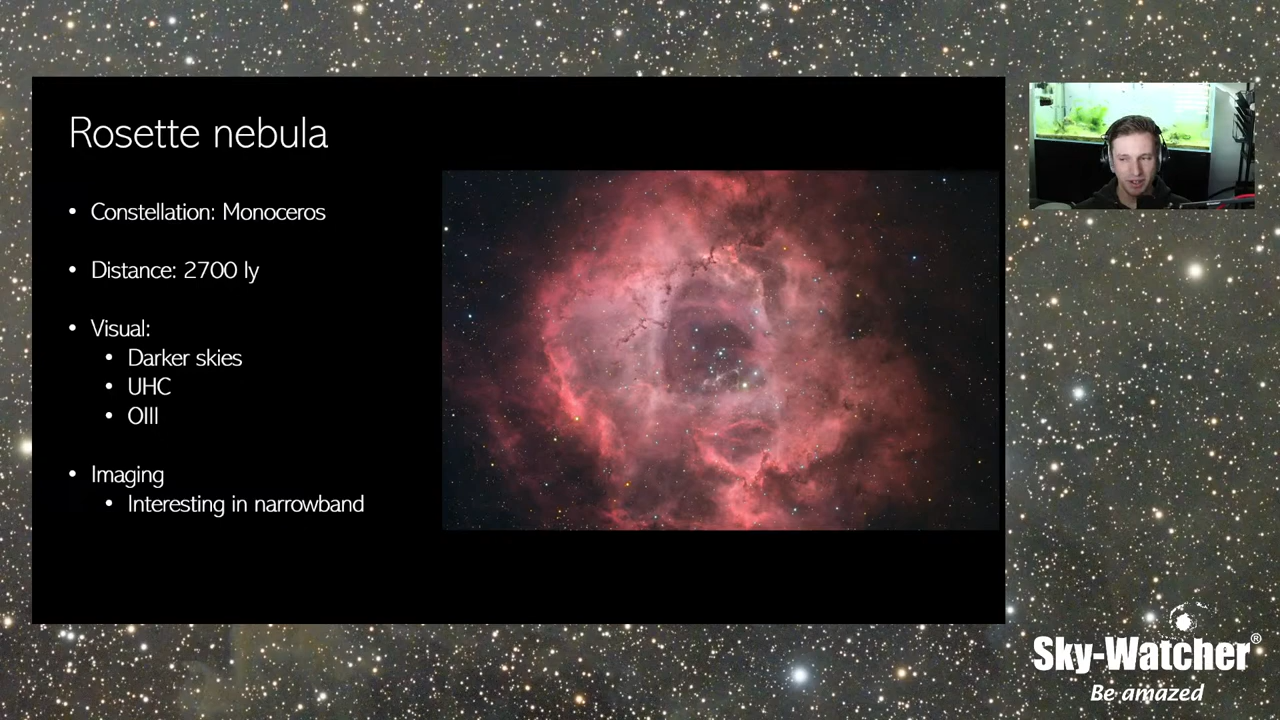 Rosette nebula
• Constellation: Monoceros
• Distance: 2700 ly
• Visual:
• Darker skies
• UHC
• OIII
• Imaging
• Interesting in narrowband
Sky-Watcher®
Be amazed